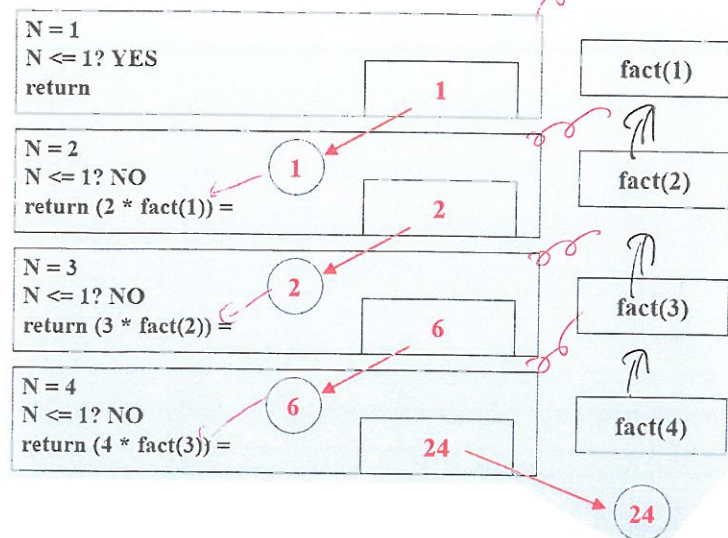 N = 1
N <= 1? YES
return
1
fact(1)
N = 2
N <= 1? NO
return (2 * fact(1)) =
1
2
fact(2)
N = 3
N <= 1? NO
return (3 * fact(2)) =
2
6
fact(3)
N = 4
N <= 1? NO
return (4 * fact(3)) =
6
24
fact(4)
24